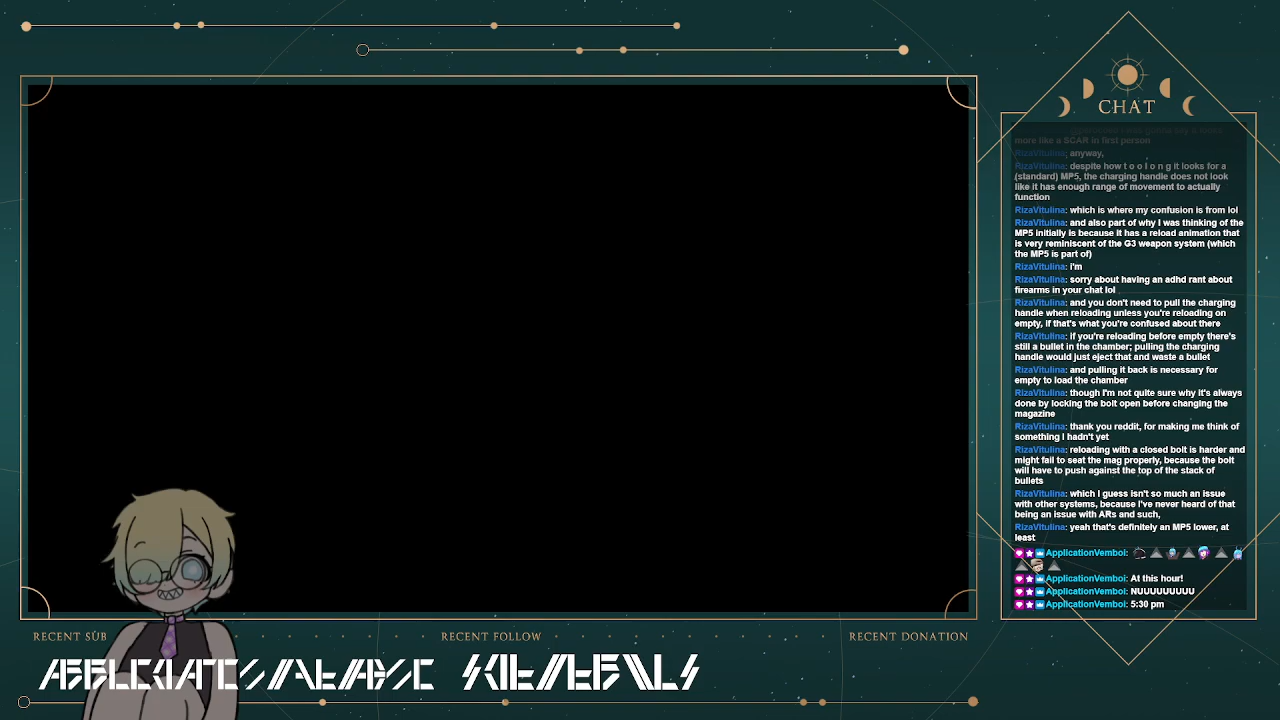 CHAT
more like a SCAR in first person
RizaVitulina: anyway,
RizaVitulina: despite how t o o l o n g it looks for a
(standard) MP5, the charging handle does not look
like it has enough range of movement to actually
function
RizaVitulina: which is where my confusion is from lol
RizaVitulina: and also part of why I was thinking of the
MP5 initially is because it has a reload animation that
is very reminiscent of the G3 weapon system (which
the MP5 is part of)
RizaVitulina: i'm
RizaVitulina: sorry about having an adhd rant about
firearms in your chat lol
RizaVitulina: and you don't need to pull the charging
handle when reloading unless you're reloading on
empty, if that's what you're confused about there
RizaVitulina: if you're reloading before empty there's
still a bullet in the chamber; pulling the charging
handle would just eject that and waste a bullet
RizaVitulina: and pulling it back is necessary for
empty to load the chamber
RizaVitulina: though I'm not quite sure why it's always
done by locking the bolt open before changing the
magazine
RizaVitulina: thank you reddit, for making me think of
something I hadn't yet
RizaVitulina: reloading with a closed bolt is harder and
might fail to seat the mag properly, because the bolt
will have to push against the top of the stack of
bullets
RizaVitulina: which I guess isn't so much an issue
with other systems, because I've never heard of that
being an issue with ARs and such,
RizaVitulina: yeah that's definitely an MP5 lower, at
least
ApplicationVemboi:
ApplicationVemboi: At this hour!
ApplicationVemboi: NUUUUUUUUU
ApplicationVemboi: 5:30 pm
RECENT SUB
RECENT FOLLOW
RECENT DONATION